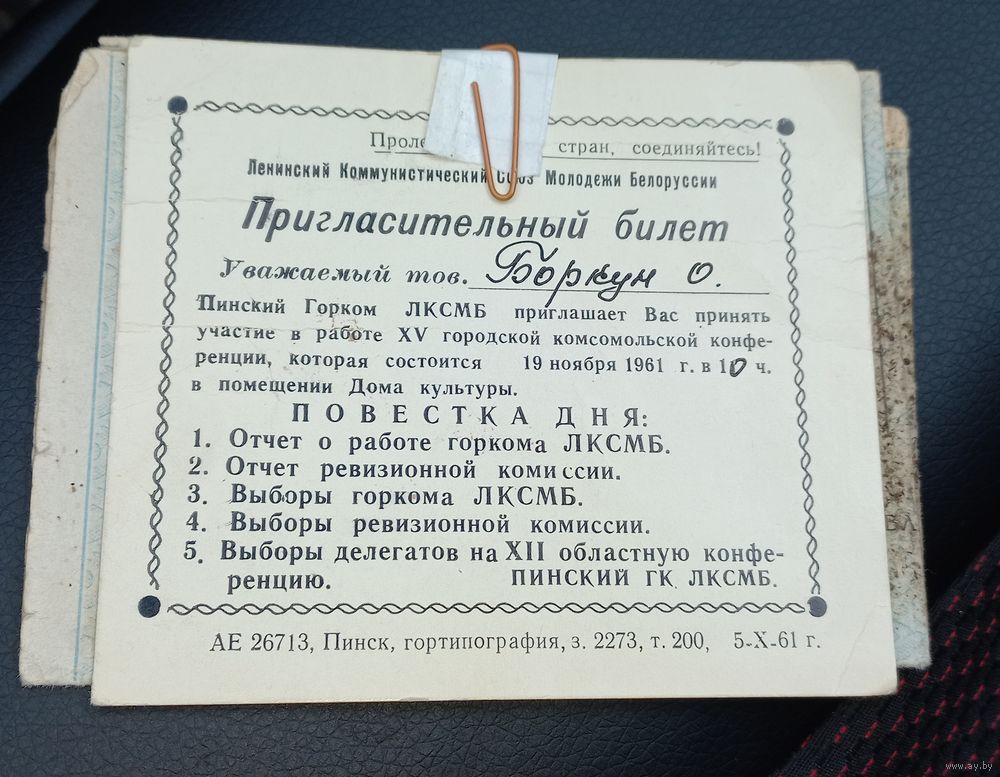 Проле стран, соединяйтесь!
Ленинский Коммунистический Союз Молодежи Белоруссии
Пригласительный билет
Уважаемый тов. Боркун О.
Пинский Горком ЛКСМБ приглашает Вас принять
участие в работе XV городской комсомольской конфе-
ренции, которая состоится 19 ноября 1961 г. в 10 ч.
в помещении Дома культуры.
ПОВЕСТКА ДНЯ:
1. Отчет о работе горкома ЛКСМБ.
2. Отчет ревизионной комиссии.
3. Выборы горкома ЛКСМБ.
4. Выборы ревизионной комиссии.
5. Выборы делегатов на XII областную конфе-
ренцию. ПИНСКИЙ ГК ЛКСМБ.
АЕ 26713, Пинск, гортипография, з. 2273, т. 200, 5-X-61 г.
www.ay.by